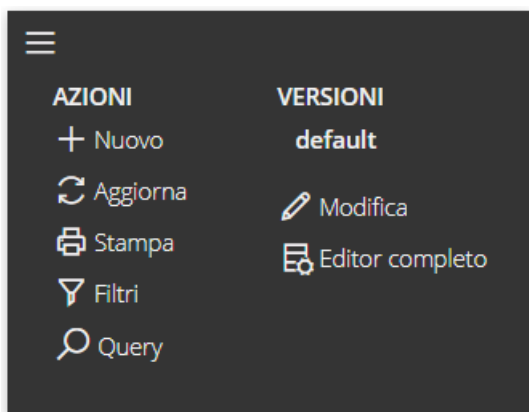 AZIONI
Nuovo
Aggiorna
Stampa
Filtri
Query
VERSIONI
default
Modifica
Editor completo